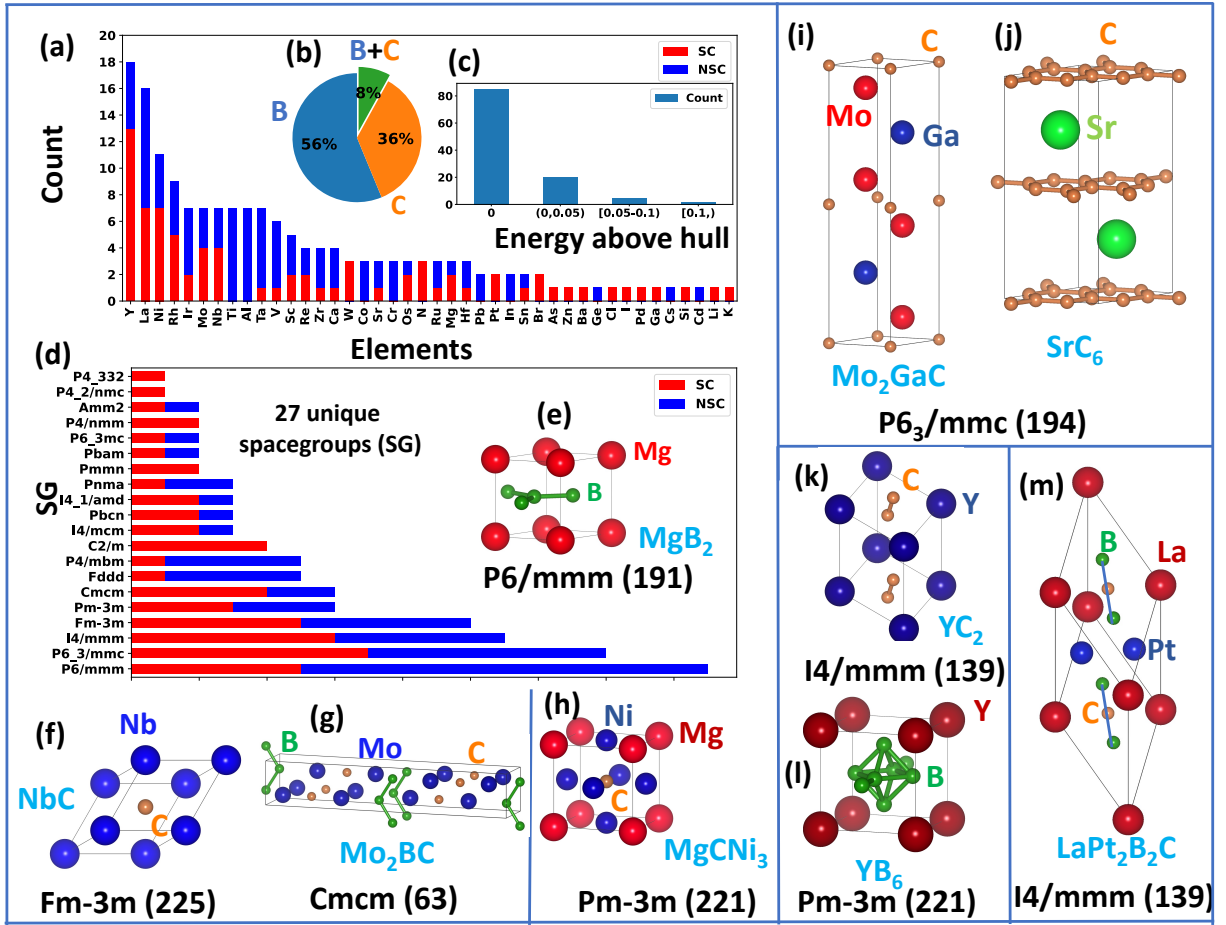 (a)
20
18
16
14
12
10
8
6
4
2
0
Count
Y La Ni Rh Ir Mo Nb Ti Al Ta V Sc Re Zr Ca W Co Sr Cr Os N Ru Mg Hf Pb Pt In Sn Br As Zn Ba Ge Cl I Pd Ga Cs Si Cd Li K
Elements
SC
NSC
(b)
B+C
8%
B
56%
36%
C
(c)
Count
80
60
40
20
0
0 (0,0.05) [0.05-0.1) [0.1,)
Energy above hull
(d)
SG
P4_332
P4_2/nmc
Amm2
P4/nmm
P6_3mc
Pbam
Pmmn
Pnma
I4_1/amd
Pbcn
I4/mcm
C2/m
P4/mbm
Fddd
Cmcm
Pm-3m
Fm-3m
I4/mmm
P6_3/mmc
P6/mmm
27 unique
spacegroups (SG)
SC
NSC
(e)
Mg
B
MgB₂
P6/mmm (191)
(f)
Nb
NbC
C
Fm-3m (225)
(g)
B
Mo
C
Mo₂BC
Cmcm (63)
(h)
Ni
Mg
C
MgCNi₃
Pm-3m (221)
(i)
C
Mo
Ga
Mo₂GaC
(j)
C
Sr
SrC₆
P6₃/mmc (194)
(k)
C
Y
YC₂
I4/mmm (139)
(l)
Y
B
YB₆
Pm-3m (221)
(m)
B
La
Pt
C
LaPt₂B₂C
I4/mmm (139)